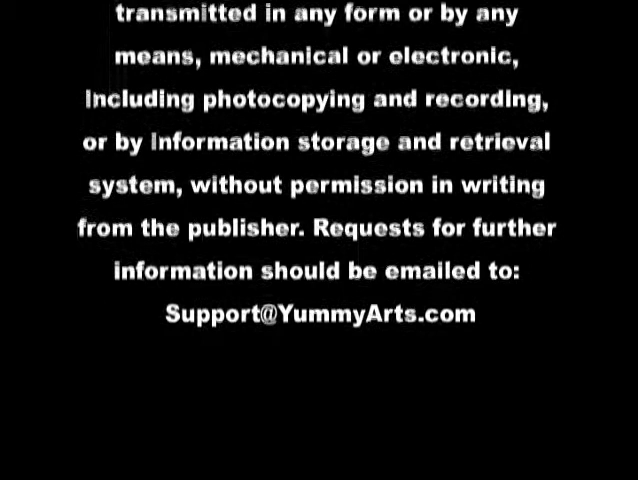 transmitted in any form or by any
means, mechanical or electronic,
including photocopying and recording,
or by information storage and retrieval
system, without permission in writing
from the publisher. Requests for further
information should be emailed to:
Support@YummyArts.com